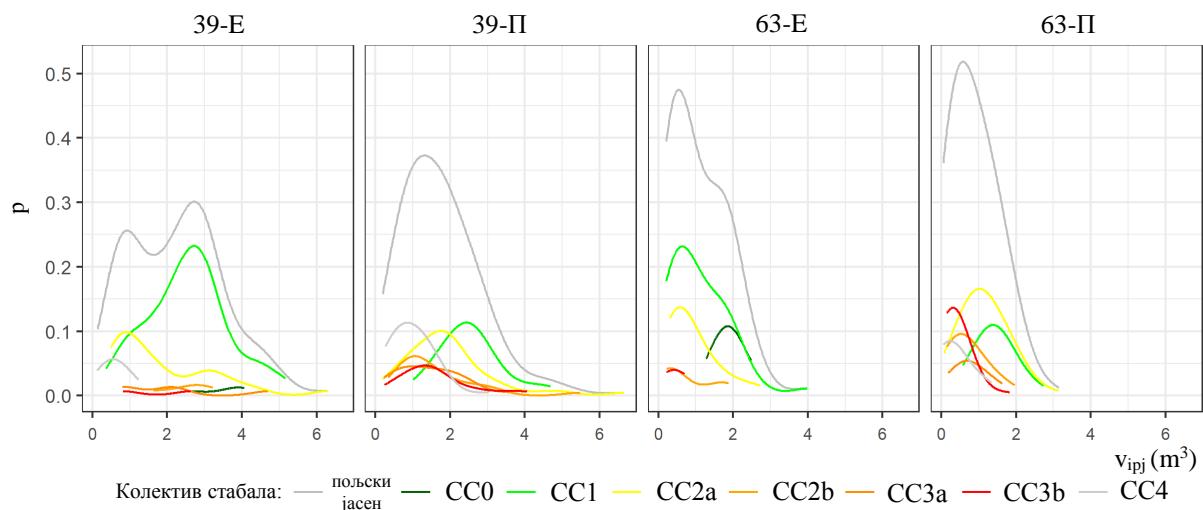 39-Е 39-П 63-Е 63-П
0.5
0.4
0.3
0.2
0.1
0.0
p
0 2 4 6 0 2 4 6 0 2 4 6 0 2 4 6
v_ipj (m³)
Колектив стабала: пољски јасен CC0 CC1 CC2a CC2b CC3a CC3b CC4